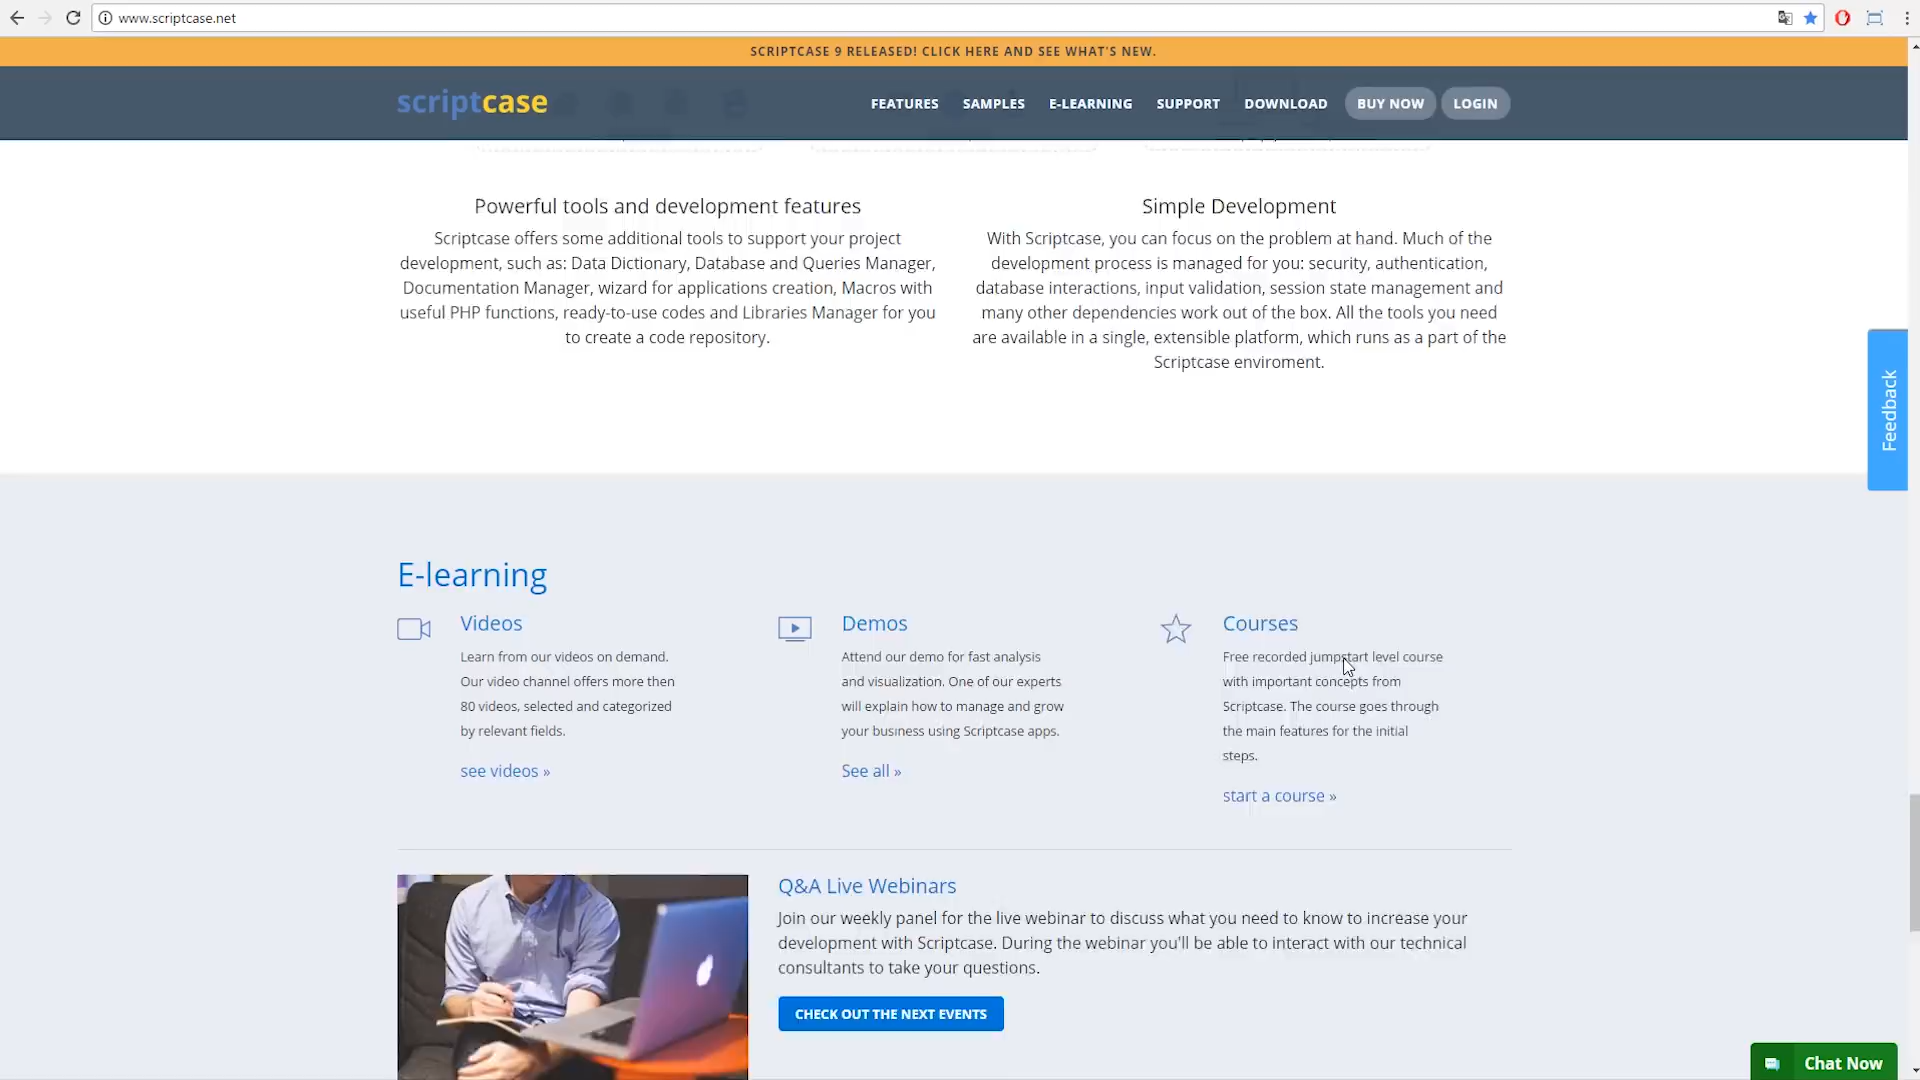 www.scriptcase.net
SCRIPTCASE 9 RELEASED! CLICK HERE AND SEE WHAT'S NEW.
scriptcase
FEATURES
SAMPLES
E-LEARNING
SUPPORT
DOWNLOAD
BUY NOW
LOGIN
Powerful tools and development features
Scriptcase offers some additional tools to support your project
development, such as: Data Dictionary, Database and Queries Manager,
Documentation Manager, wizard for applications creation, Macros with
useful PHP functions, ready-to-use codes and Libraries Manager for you
to create a code repository.
Simple Development
With Scriptcase, you can focus on the problem at hand. Much of the
development process is managed for you: security, authentication,
database interactions, input validation, session state management and
many other dependencies work out of the box. All the tools you need
are available in a single, extensible platform, which runs as a part of the
Scriptcase enviroment.
Feedback
E-learning
Videos
Learn from our videos on demand.
Our video channel offers more then
80 videos, selected and categorized
by relevant fields.
see videos »
Demos
Attend our demo for fast analysis
and visualization. One of our experts
will explain how to manage and grow
your business using Scriptcase apps.
See all »
Courses
Free recorded jumpstart level course
with important concepts from
Scriptcase. The course goes through
the main features for the initial
steps.
start a course »
Q&A Live Webinars
Join our weekly panel for the live webinar to discuss what you need to know to increase your
development with Scriptcase. During the webinar you'll be able to interact with our technical
consultants to take your questions.
CHECK OUT THE NEXT EVENTS
Chat Now